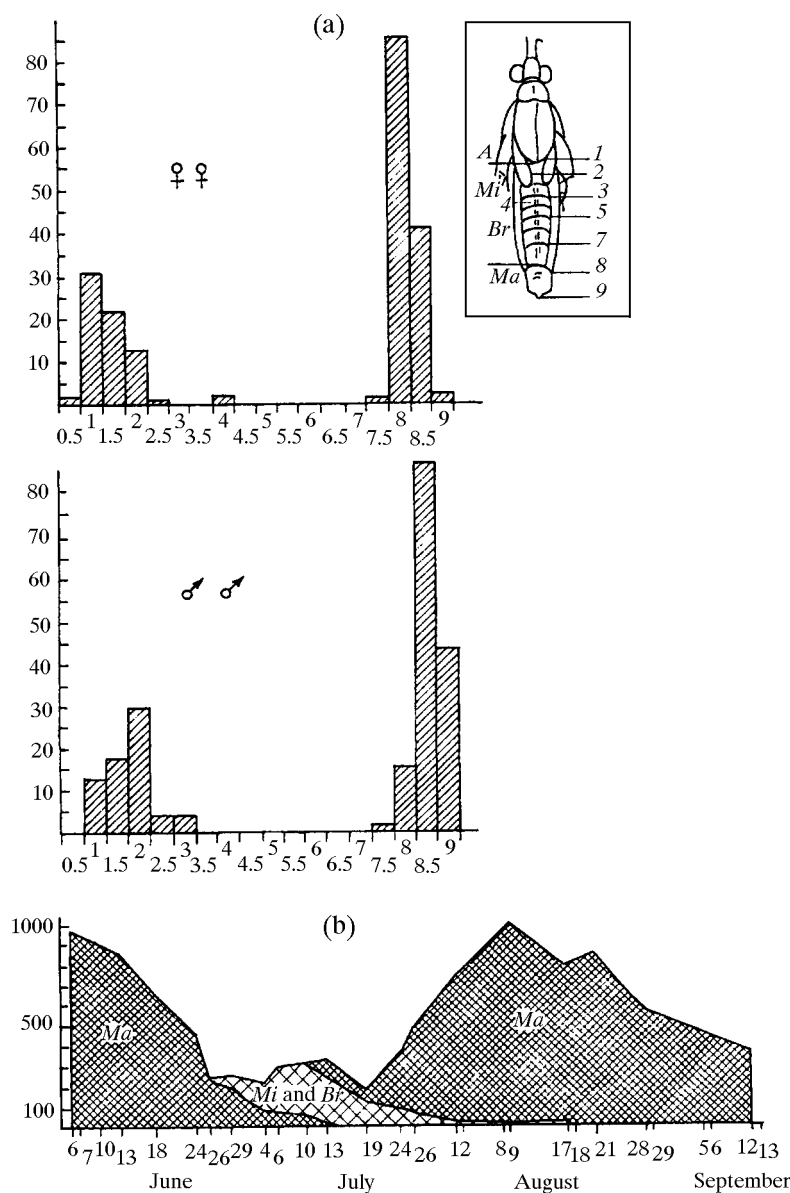 (a)
80
70
60
50
40
30
20
10
♀ ♀
1 2 3 4 5 6 7 8 9
0.5 1.5 2.5 3.5 4.5 5.5 6.5 7.5 8.5
A 1
2
Mi 3
4 5
Br 7
8
Ma 9
80
70
60
50
40
30
20
10
♂ ♂
1 2 3 4 5 6 7 8 9
0.5 1.5 2.5 3.5 4.5 5.5 6.5 7.5 8.5
(b)
1000
500
100
Ma
Mi and Br
Ma
6 7 10 13 18 24 26 29 4 6 10 13 19 24 26 12 8 9 17 18 21 28 29 5 6 12 13
June July August September